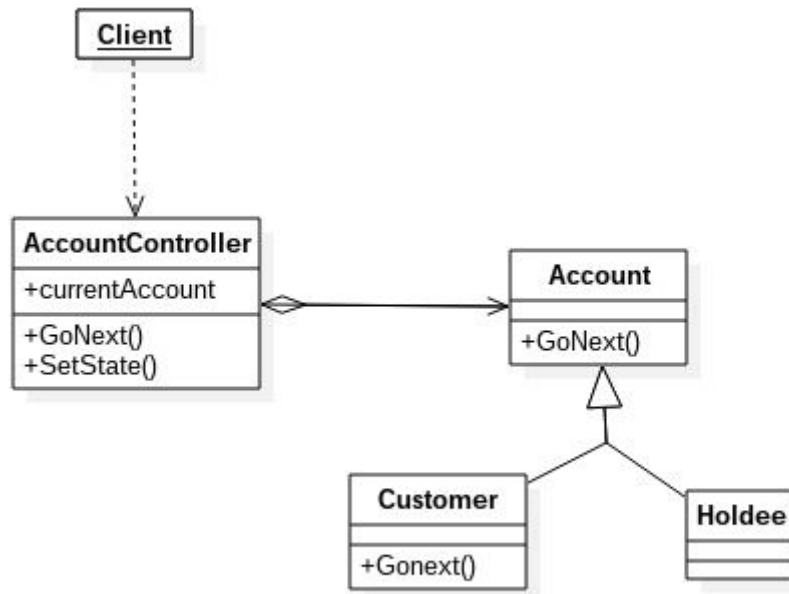 Client
AccountController
+currentAccount
+GoNext()
+SetState()
Account
+GoNext()
Customer
+Gonext()
Holdee